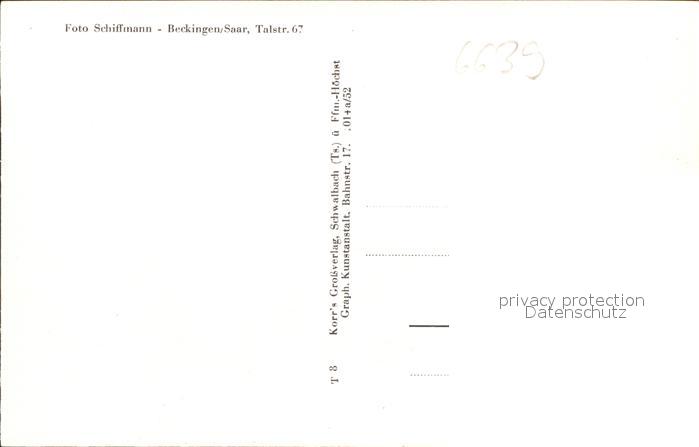 Foto Schiffmann - Beckingen/Saar, Talstr. 67
6639
T 8 Korr's Großverlag, Schwalbach (Ts.) ü Ffm.-Höchst
Graph. Kunstanstalt. Bahnstr. 17. .014a/52
privacy protection
Datenschutz